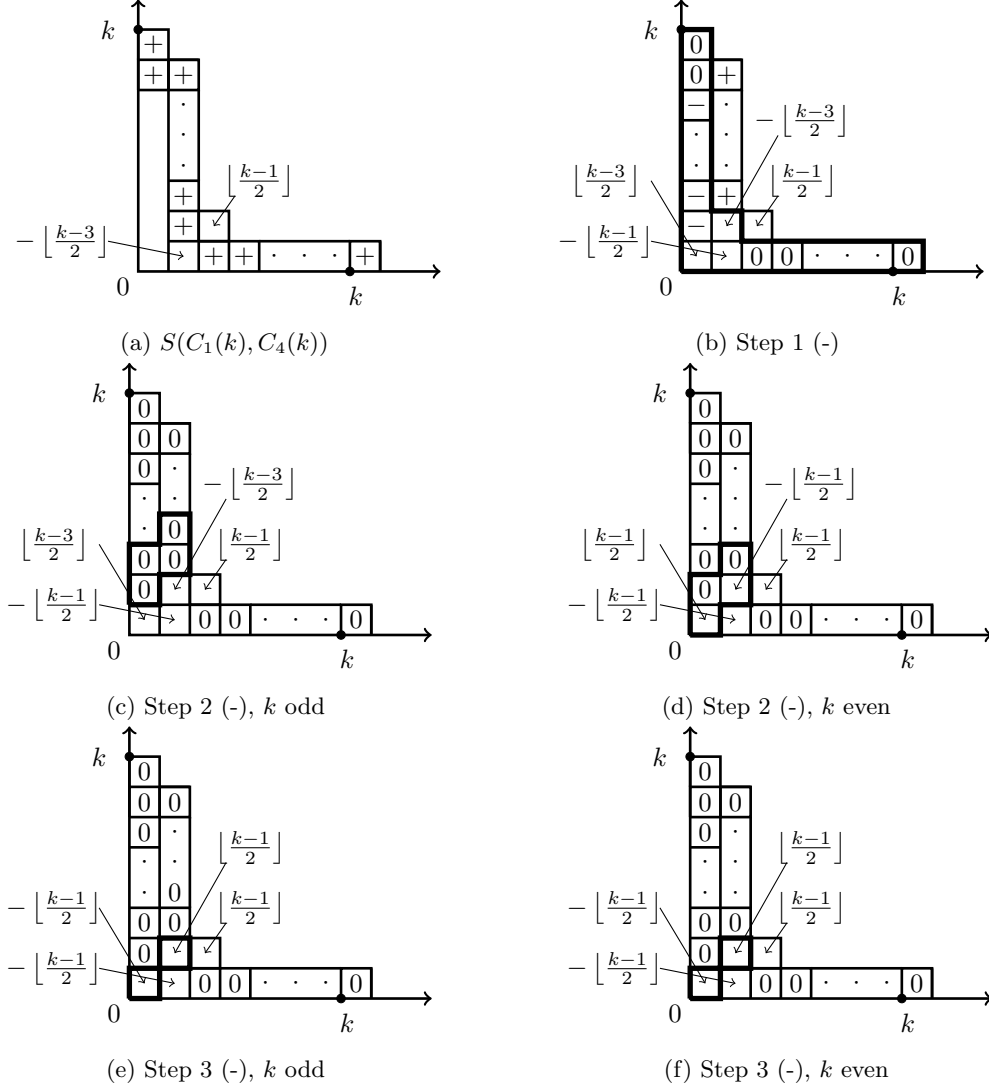 k
+
+ +
·
·
·
+
⌊(k−1)/2⌋
+
−⌊(k−3)/2⌋
+ + · · · +
0
k
(a) S(C₁(k), C₄(k))
k
0
0 +
− ·
· ·
· ·
−⌊(k−3)/2⌋
⌊(k−3)/2⌋
⌊(k−1)/2⌋
− +
−
−⌊(k−1)/2⌋
0 0 · · · 0
0
k
(b) Step 1 (-)
k
0
0 0
0 ·
· ·
· 0
−⌊(k−3)/2⌋
⌊(k−3)/2⌋
⌊(k−1)/2⌋
0 0
0
−⌊(k−1)/2⌋
0 0 · · · 0
0
k
(c) Step 2 (-), k odd
k
0
0 0
0 ·
· ·
· ·
−⌊(k−1)/2⌋
⌊(k−1)/2⌋
⌊(k−1)/2⌋
0 0
0
−⌊(k−1)/2⌋
0 0 · · · 0
0
k
(d) Step 2 (-), k even
k
0
0 0
0 ·
· ·
· 0
⌊(k−1)/2⌋
−⌊(k−1)/2⌋
⌊(k−1)/2⌋
0 0
0
−⌊(k−1)/2⌋
0 0 · · · 0
0
k
(e) Step 3 (-), k odd
k
0
0 0
0 ·
· ·
· ·
⌊(k−1)/2⌋
−⌊(k−1)/2⌋
⌊(k−1)/2⌋
0 0
0
−⌊(k−1)/2⌋
0 0 · · · 0
0
k
(f) Step 3 (-), k even